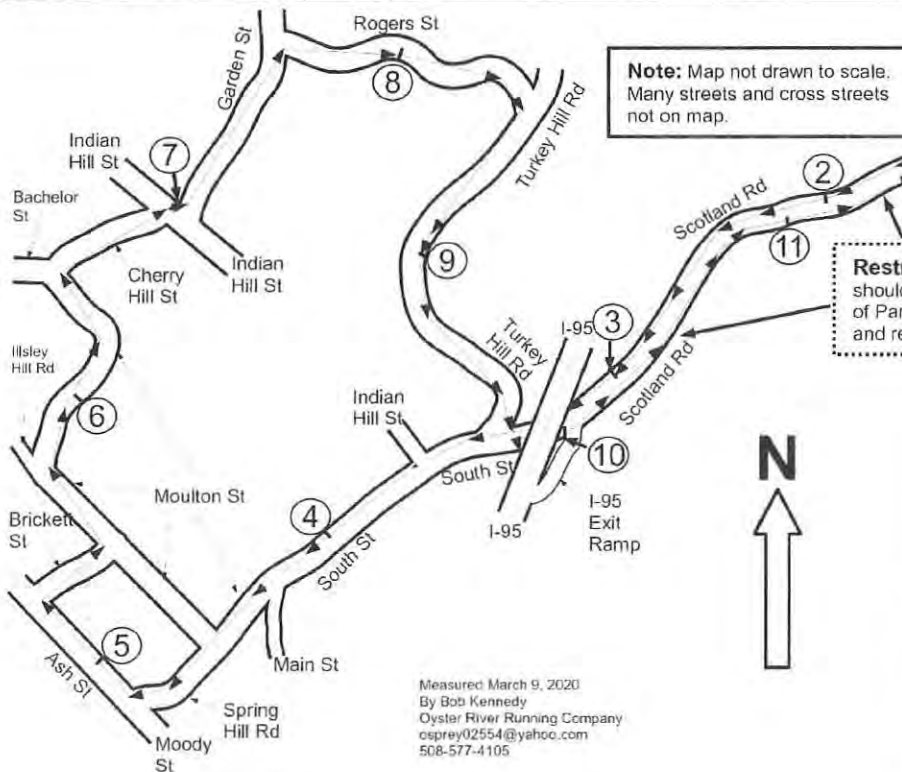 Rogers St
Garden St
8
Note: Map not drawn to scale.
Many streets and cross streets
not on map.
Turkey Hill Rd
Indian
Hill St
7
Bachelor
St
Cherry
Hill St
Indian
Hill St
9
Scotland Rd
2
11
Restr
should
of Par
and re
Illsley
Hill Rd
6
Turkey
Hill Rd
I-95
3
Scotland Rd
Indian
Hill St
South St
10
I-95
I-95
Exit
Ramp
N
Moulton St
Brickett
St
4
South St
5
Ash St
Main St
Spring
Hill Rd
Moody
St
Measured March 9, 2020
By Bob Kennedy
Oyster River Running Company
osprey02554@yahoo.com
508-577-4105